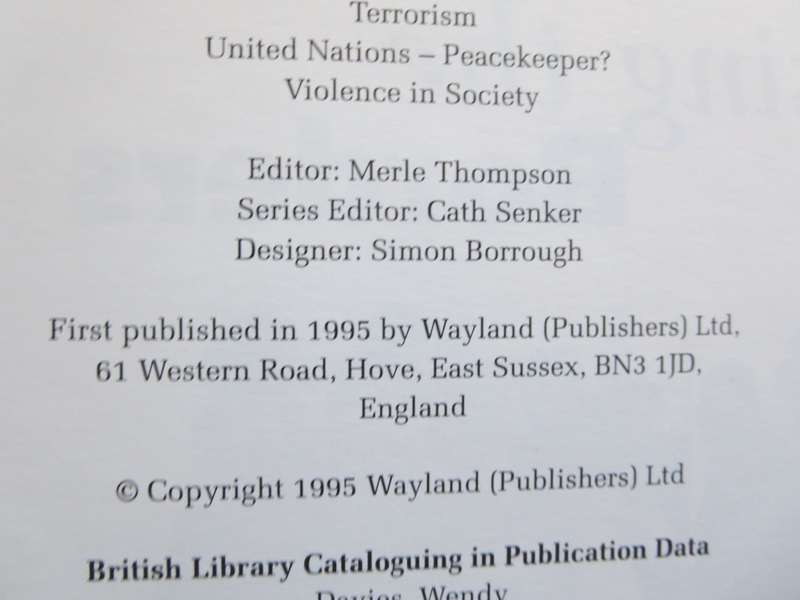 Terrorism
United Nations – Peacekeeper?
Violence in Society
Editor: Merle Thompson
Series Editor: Cath Senker
Designer: Simon Borrough
First published in 1995 by Wayland (Publishers) Ltd,
61 Western Road, Hove, East Sussex, BN3 1JD,
England
© Copyright 1995 Wayland (Publishers) Ltd
British Library Cataloguing in Publication Data
Davies, Wendy